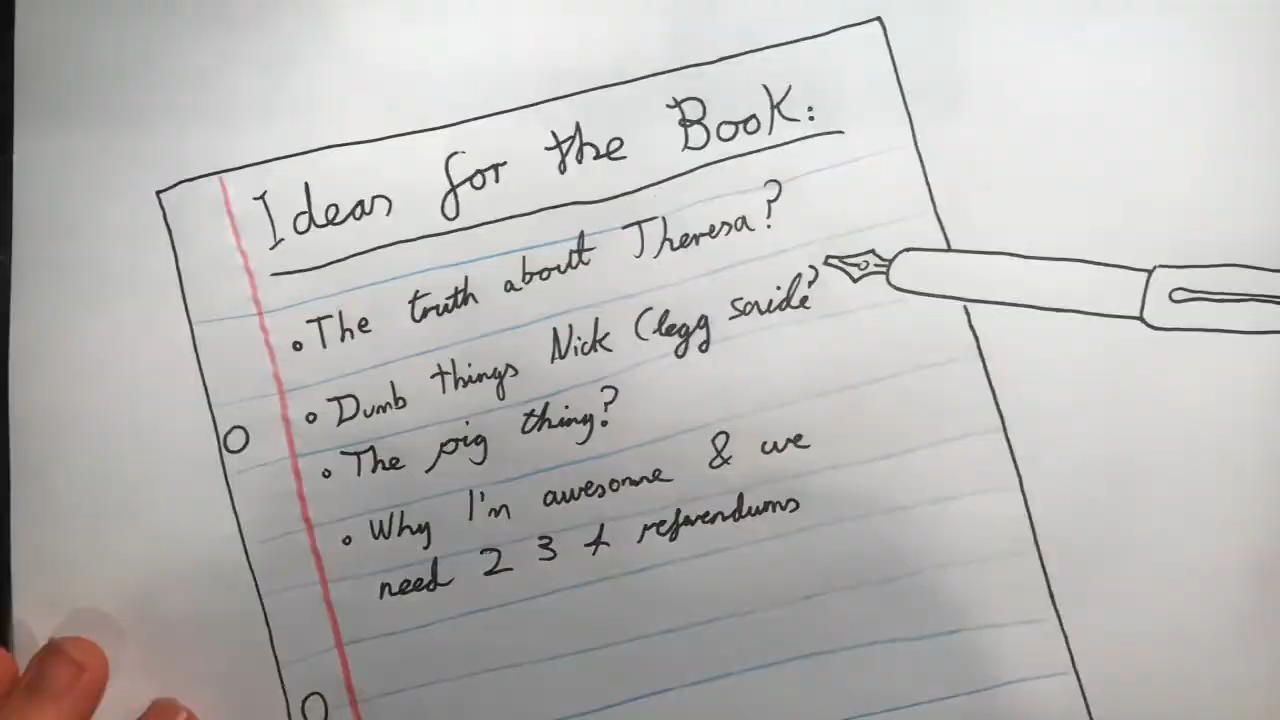 Ideas for the Book:
• The truth about Theresa?
• Dumb things Nick Clegg saide?
• The pig thing?
• Why I'm awesome & we
need 2 3 + referendums